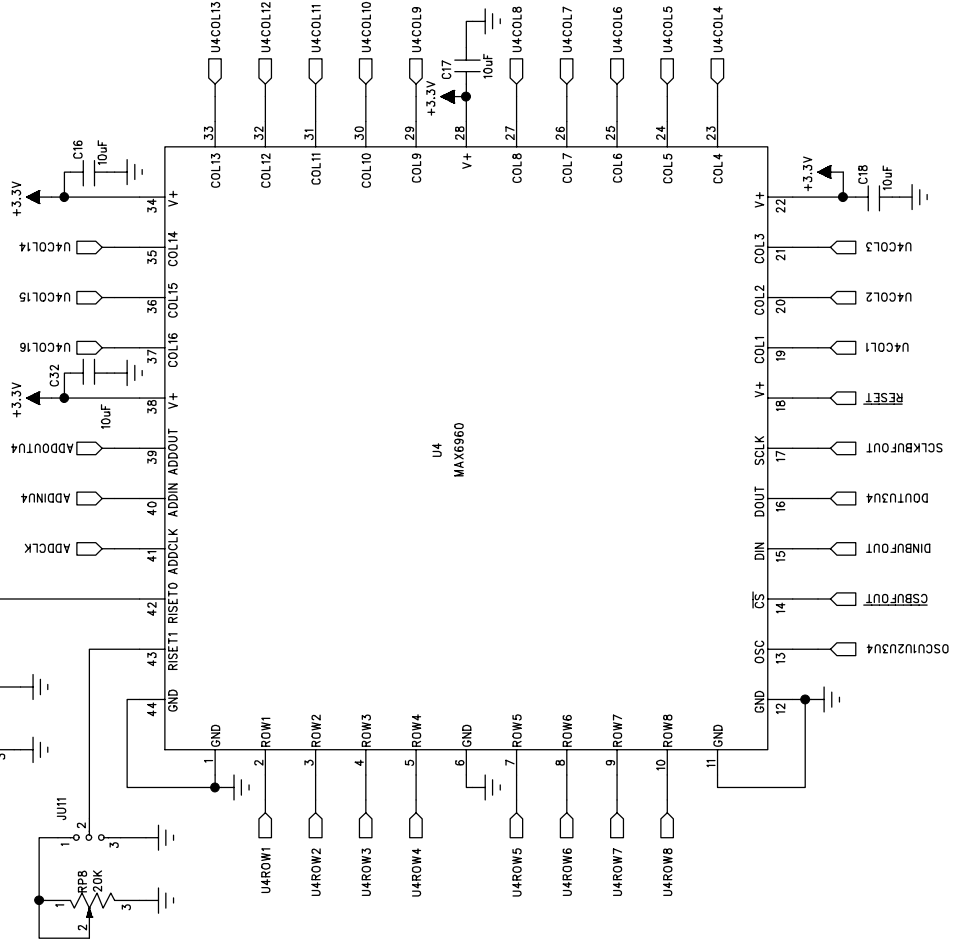 U4COL13
U4COL12
U4COL11
U4COL10
U4COL9
U4COL8
U4COL7
U4COL6
U4COL5
U4COL4
+3.3V
C17
10uF
33
32
31
30
29
28
27
26
25
24
23
COL13
COL12
COL11
COL10
COL9
V+
COL8
COL7
COL6
COL5
COL4
+3.3V
C16
10uF
34
V+
U4COL14
35
COL14
U4COL15
36
COL15
U4COL16
37
COL16
+3.3V
C32
10uF
38
V+
ADDOUTU4
39
ADDOUT
ADDINU4
40
ADDIN
ADDCLK
41
ADDCLK
42
RISET0
43
RISET1
44
GND
U4
MAX6960
+3.3V
C18
10uF
V+
22
COL3
21
U4COL3
COL2
20
U4COL2
COL1
19
U4COL1
V+
18
RESET
SCLK
17
SCLKBUFOUT
DOUT
16
DOUTU3U4
DIN
15
DINBUFOUT
CS
14
CSBUFOUT
OSC
13
OSCU1U2U3U4
GND
12
GND
ROW1
ROW2
ROW3
ROW4
GND
ROW5
ROW6
ROW7
ROW8
GND
1
2
3
4
5
6
7
8
9
10
11
U4ROW1
U4ROW2
U4ROW3
U4ROW4
U4ROW5
U4ROW6
U4ROW7
U4ROW8
3
JU11
1
2
3
RP8
20K
1
2
3